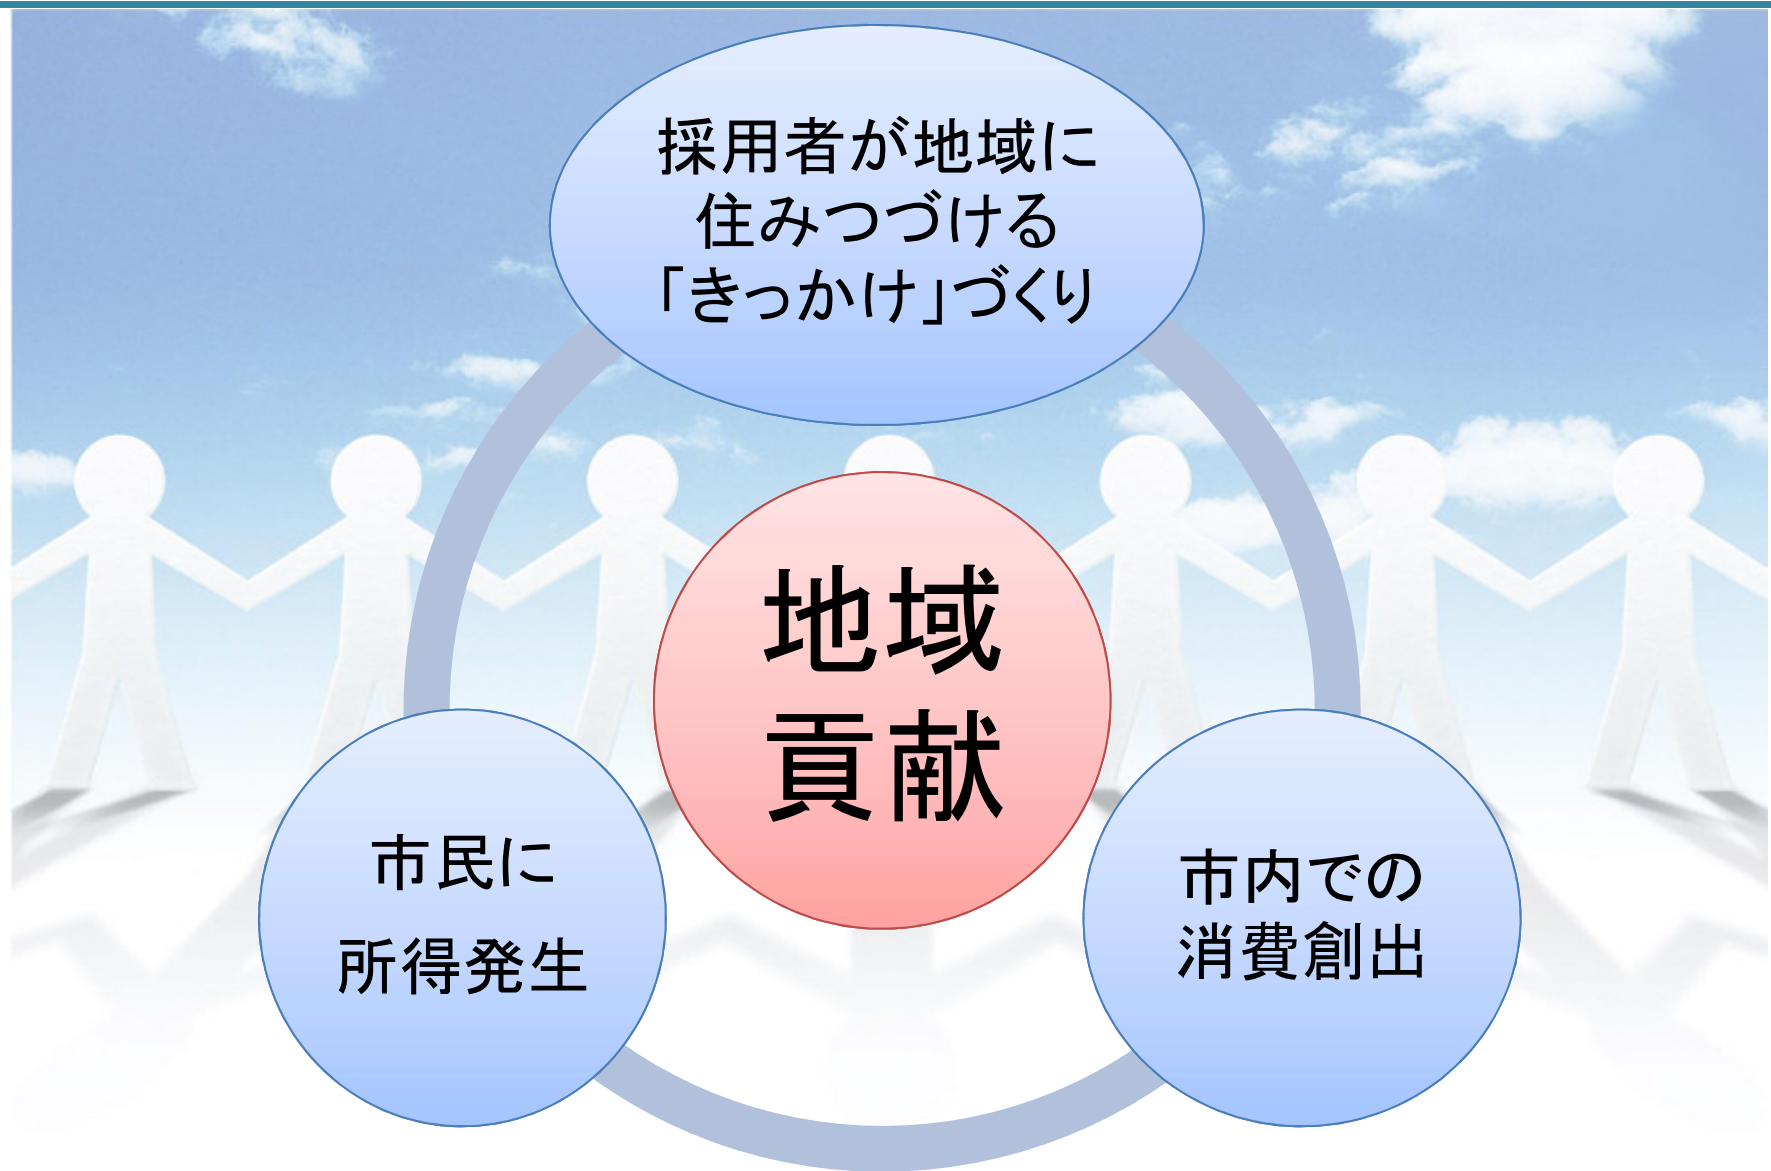 採用者が地域に
住みつづける
「きっかけ」づくり
地域
貢献
市民に
所得発生
市内での
消費創出